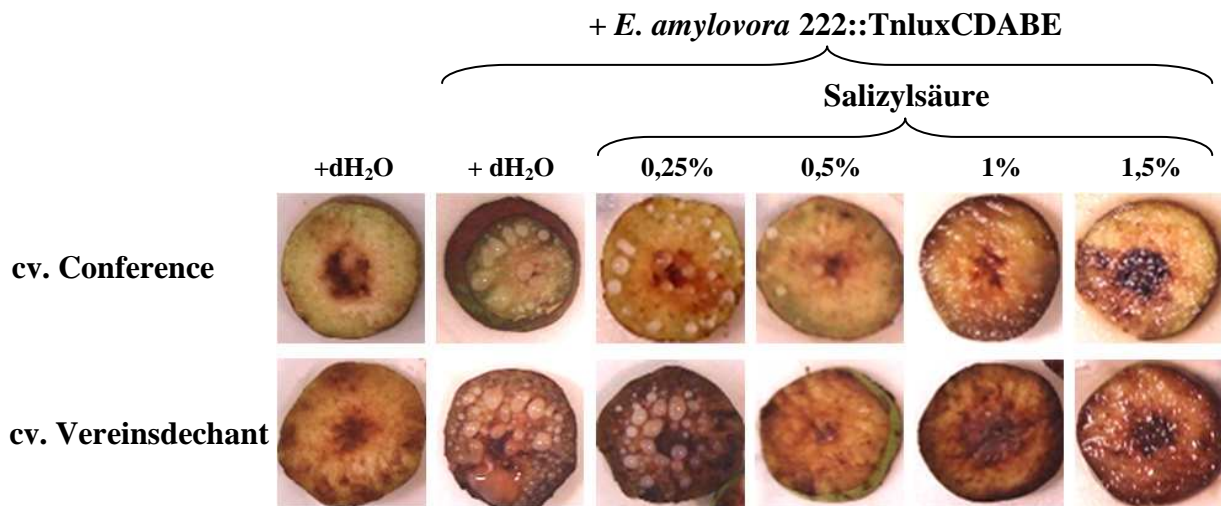 + E. amylovora 222::TnluxCDABE
Salizylsäure
+dH₂O + dH₂O 0,25% 0,5% 1% 1,5%
cv. Conference
cv. Vereinsdechant